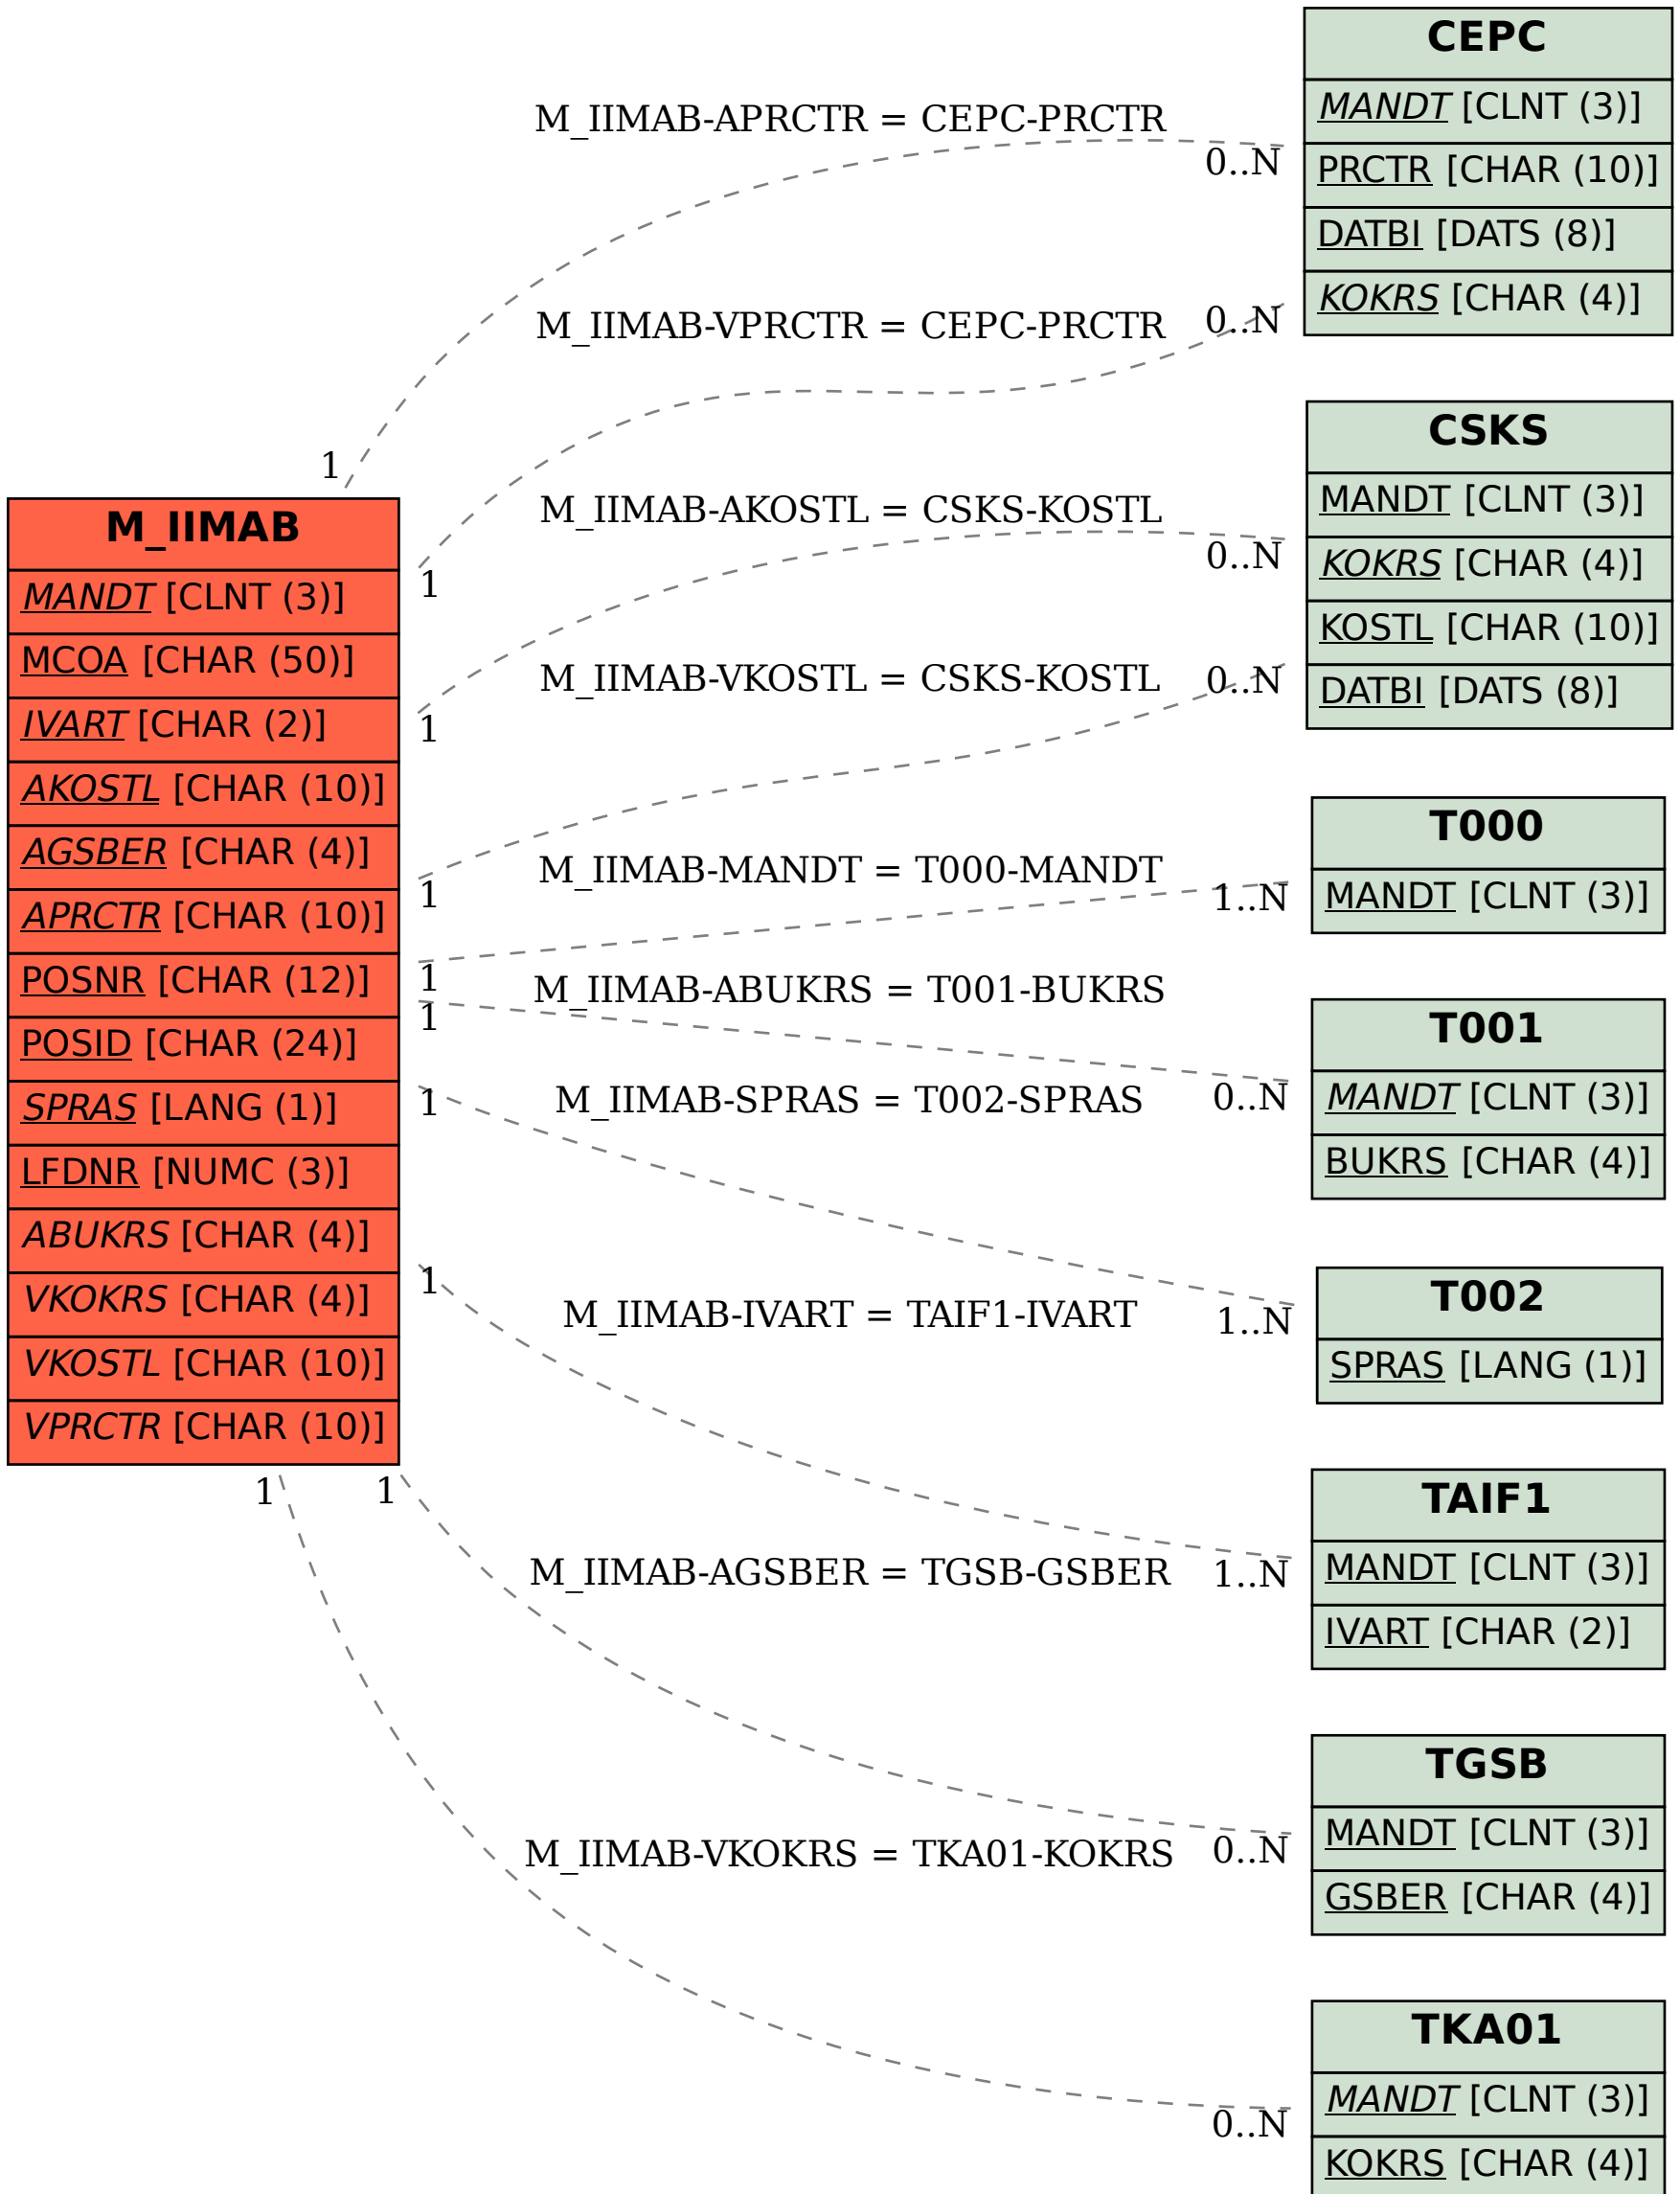 M_IIMAB
MANDT [CLNT (3)]
MCOA [CHAR (50)]
IVART [CHAR (2)]
AKOSTL [CHAR (10)]
AGSBER [CHAR (4)]
APRCTR [CHAR (10)]
POSNR [CHAR (12)]
POSID [CHAR (24)]
SPRAS [LANG (1)]
LFDNR [NUMC (3)]
ABUKRS [CHAR (4)]
VKOKRS [CHAR (4)]
VKOSTL [CHAR (10)]
VPRCTR [CHAR (10)]
M_IIMAB-APRCTR = CEPC-PRCTR
1
0..N
M_IIMAB-VPRCTR = CEPC-PRCTR
1
0..N
M_IIMAB-AKOSTL = CSKS-KOSTL
1
0..N
M_IIMAB-VKOSTL = CSKS-KOSTL
1
0..N
M_IIMAB-MANDT = T000-MANDT
1
1..N
M_IIMAB-ABUKRS = T001-BUKRS
1
0..N
M_IIMAB-SPRAS = T002-SPRAS
1
1..N
M_IIMAB-IVART = TAIF1-IVART
1
1..N
M_IIMAB-AGSBER = TGSB-GSBER
1
0..N
M_IIMAB-VKOKRS = TKA01-KOKRS
1
0..N
CEPC
MANDT [CLNT (3)]
PRCTR [CHAR (10)]
DATBI [DATS (8)]
KOKRS [CHAR (4)]
CSKS
MANDT [CLNT (3)]
KOKRS [CHAR (4)]
KOSTL [CHAR (10)]
DATBI [DATS (8)]
T000
MANDT [CLNT (3)]
T001
MANDT [CLNT (3)]
BUKRS [CHAR (4)]
T002
SPRAS [LANG (1)]
TAIF1
MANDT [CLNT (3)]
IVART [CHAR (2)]
TGSB
MANDT [CLNT (3)]
GSBER [CHAR (4)]
TKA01
MANDT [CLNT (3)]
KOKRS [CHAR (4)]